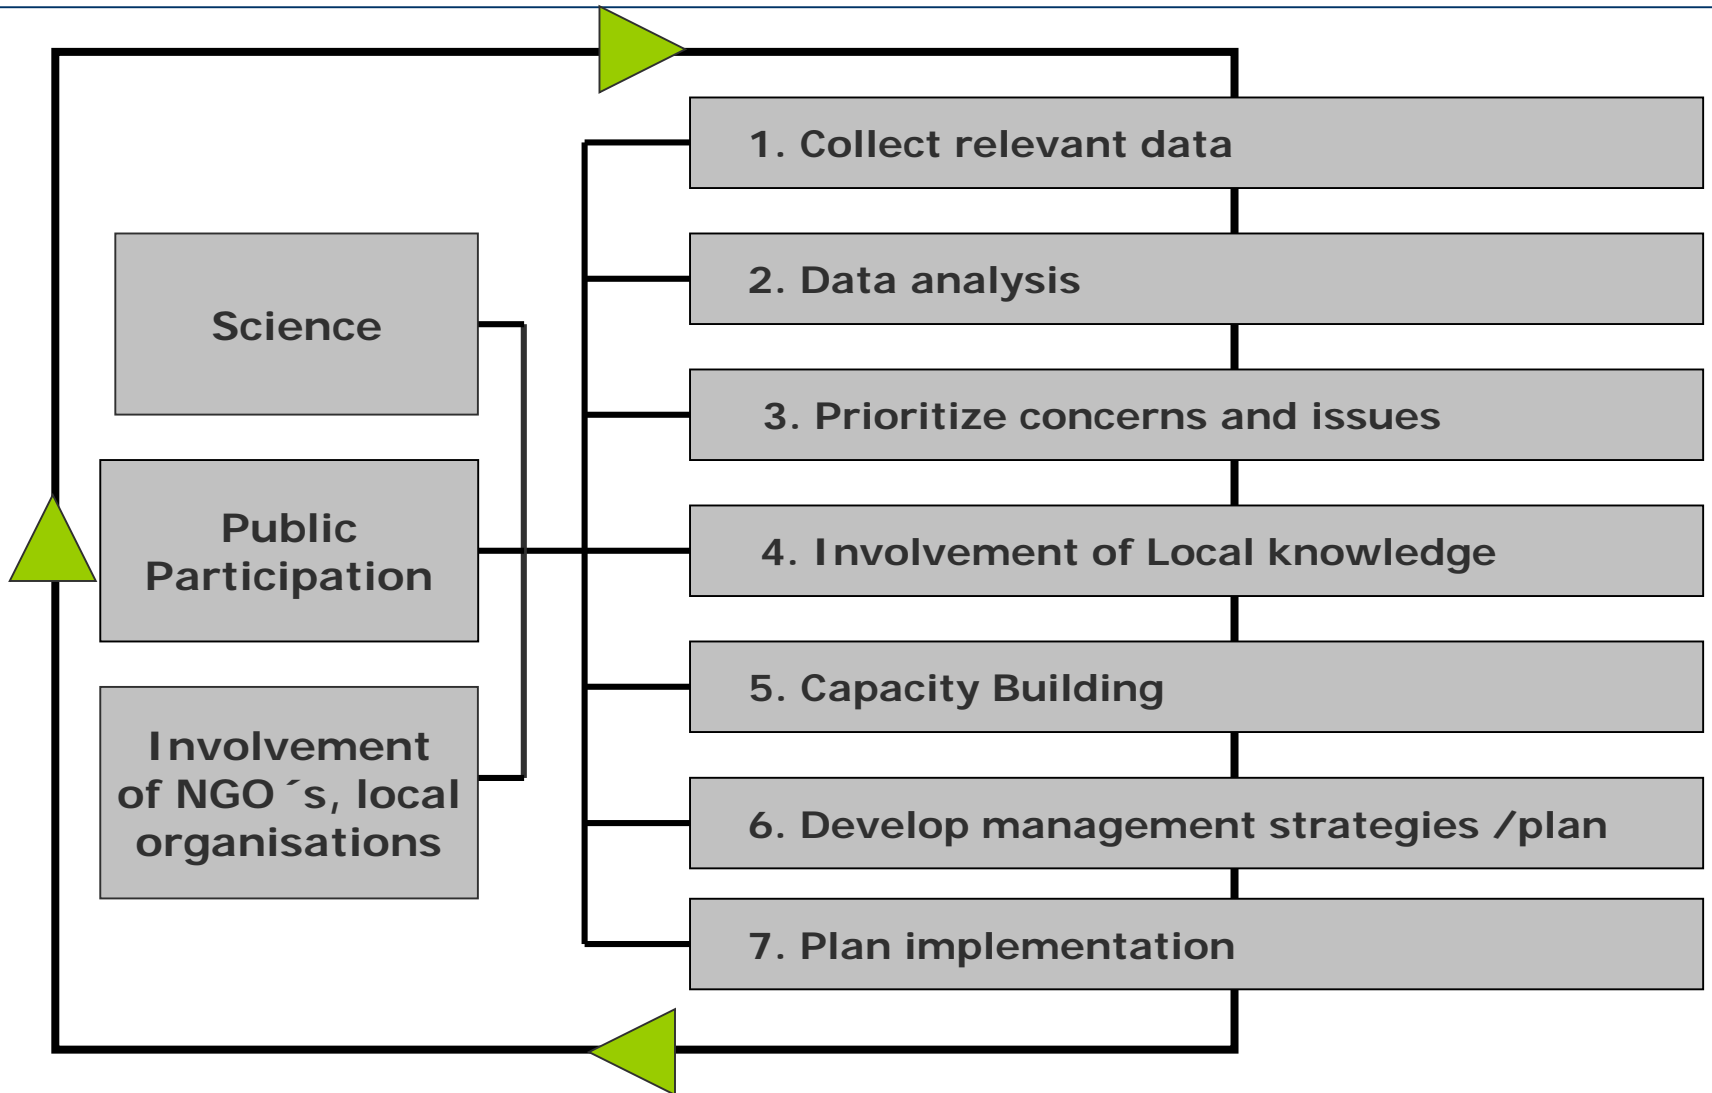 1. Collect relevant data
2. Data analysis
Science
3. Prioritize concerns and issues
Public
Participation
4. Involvement of Local knowledge
5. Capacity Building
Involvement
of NGO´s, local
organisations
6. Develop management strategies /plan
7. Plan implementation